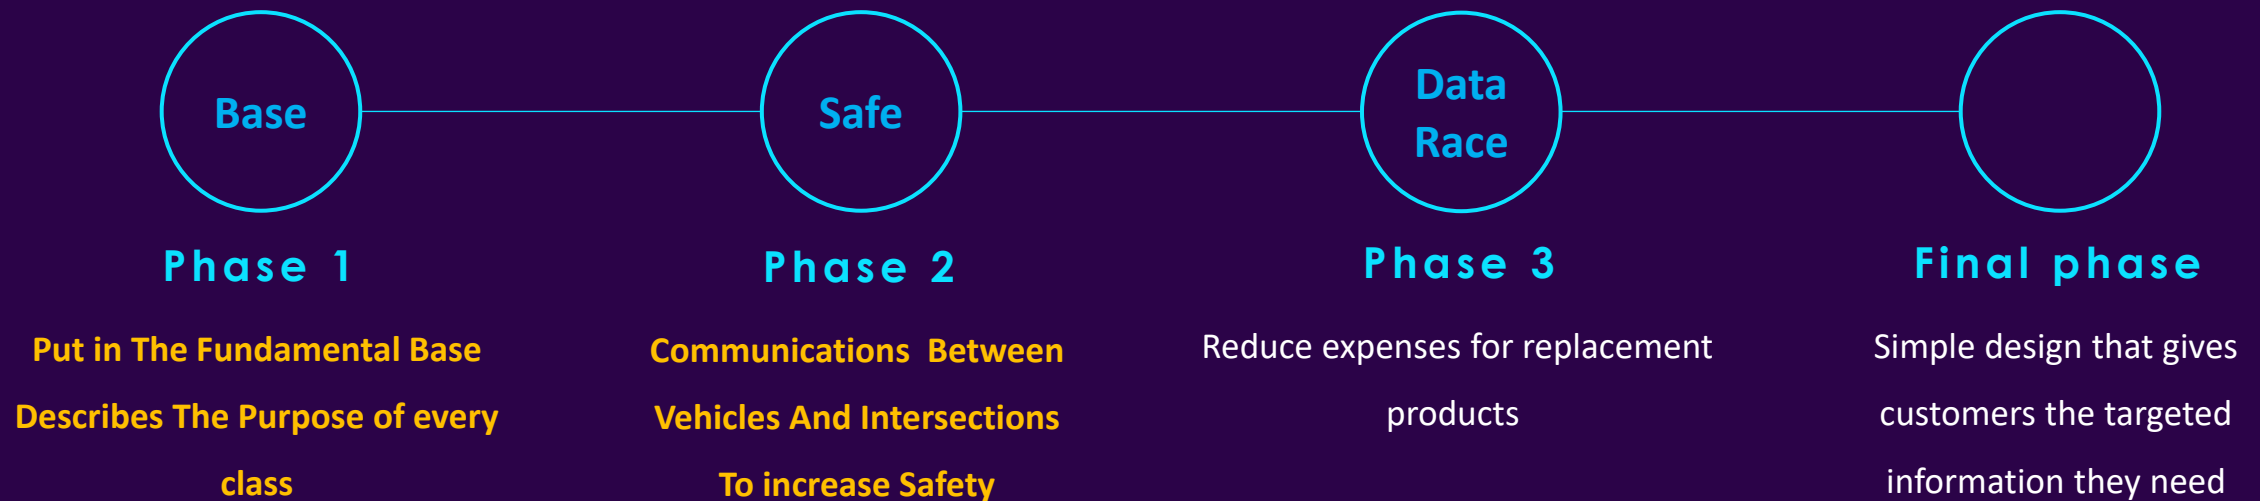 Base
Safe
Data
Race
Phase 1
Phase 2
Phase 3
Final phase
Put in The Fundamental Base
Describes The Purpose of every
class
Communications Between
Vehicles And Intersections
To increase Safety
Reduce expenses for replacement
products
Simple design that gives
customers the targeted
information they need